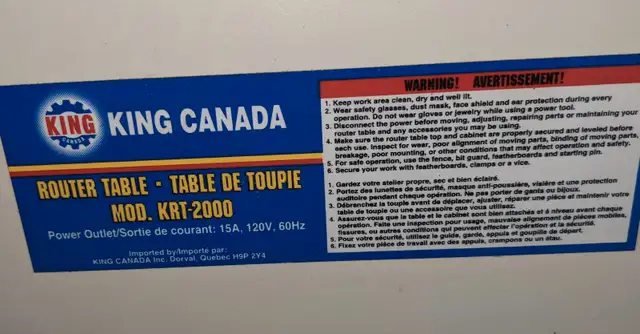 KING
CANADA
KING CANADA
ROUTER TABLE • TABLE DE TOUPIE
MOD. KRT-2000
Power Outlet/Sortie de courant: 15A, 120V, 60Hz
Imported by/Importe par:
KING CANADA Inc. Dorval, Quebec H9P 2Y4
WARNING! AVERTISSEMENT!
1. Keep work area clean, dry and well lit.
2. Wear safety glasses, dust mask, face shield and ear protection during every
operation. Do not wear gloves or jewelry while using a power tool.
3. Disconnect the power before moving, adjusting, repairing parts or maintaining your
router table and any accessories you may be using.
4. Make sure the router table top and cabinet are properly secured and leveled before
each use. Inspect for wear, poor alignment of moving parts, binding of moving parts,
breakage, poor mounting, or other conditions that may affect operation and safety.
5. For safe operation, use the fence, bit guard, featherboards and starting pin.
6. Secure your work with featherboards, clamps or a vice.
1. Gardez votre atelier propre, sec et bien éclairé.
2. Portez des lunettes de sécurité, masque anti-poussière, visière et une protection
auditoire pendant chaque opération. Ne pas porter de gants ou bijoux.
3. Débranchez la toupie avant de déplacer, ajuster, réparer une pièce et maintenir votre
table de toupie ou une accessoire que vous utilisez.
4. Assurez-vous que la table et le cabinet sont bien attachés et à niveau avant chaque
opération. Faite une inspection pour usage, mauvaise alignement de pièces mobiles,
fissures, ou autres conditions qui peuvent effecter l'opération et la sécurité.
5. Pour votre sécurité, utilisez le guide, garde, appuis et goupille de départ.
6. Fixez votre pièce de travail avec des appuis, crampons ou un étau.